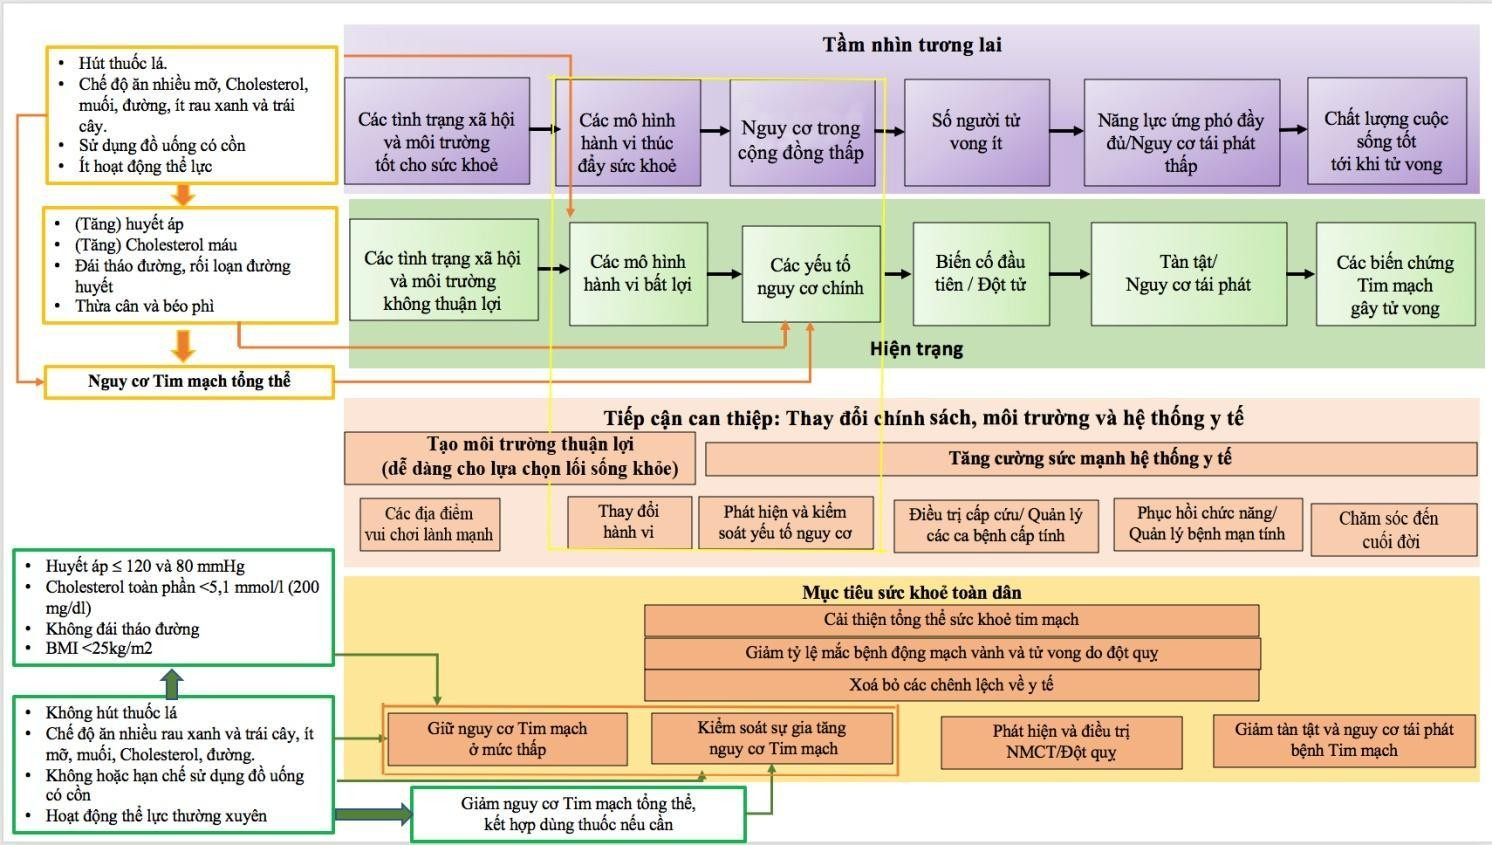 Tầm nhìn tương lai
• Hút thuốc lá.
• Chế độ ăn nhiều mỡ, Cholesterol,
muối, đường, ít rau xanh và trái
cây.
• Sử dụng đồ uống có cồn
• Ít hoạt động thể lực
Các tình trạng xã hội
và môi trường
tốt cho sức khoẻ
Các mô hình
hành vi thúc
đẩy sức khoẻ
Nguy cơ trong
cộng đồng thấp
Số người tử
vong ít
Năng lực ứng phó đầy
đủ/Nguy cơ tái phát
thấp
Chất lượng cuộc
sống tốt
tới khi tử vong
• (Tăng) huyết áp
• (Tăng) Cholesterol máu
• Đái tháo đường, rối loạn đường
huyết
• Thừa cân và béo phì
Các tình trạng xã hội
và môi trường
không thuận lợi
Các mô hình
hành vi bất lợi
Các yếu tố
nguy cơ chính
Biến cố đầu
tiên / Đột tử
Tàn tật/
Nguy cơ tái phát
Các biến chứng
Tim mạch
gây tử vong
Hiện trạng
Nguy cơ Tim mạch tổng thể
Tiếp cận can thiệp: Thay đổi chính sách, môi trường và hệ thống y tế
Tạo môi trường thuận lợi
(dễ dàng cho lựa chọn lối sống khỏe)
Tăng cường sức mạnh hệ thống y tế
Các địa điểm
vui chơi lành mạnh
Thay đổi
hành vi
Phát hiện và kiểm
soát yếu tố nguy cơ
Điều trị cấp cứu/ Quản lý
các ca bệnh cấp tính
Phục hồi chức năng/
Quản lý bệnh mạn tính
Chăm sóc đến
cuối đời
• Huyết áp ≤ 120 và 80 mmHg
• Cholesterol toàn phần <5,1 mmol/l (200
mg/dl)
• Không đái tháo đường
• BMI <25kg/m2
Mục tiêu sức khoẻ toàn dân
Cải thiện tổng thể sức khoẻ tim mạch
Giảm tỷ lệ mắc bệnh động mạch vành và tử vong do đột quỵ
Xoá bỏ các chênh lệch về y tế
• Không hút thuốc lá
• Chế độ ăn nhiều rau xanh và trái cây, ít
mỡ, muối, Cholesterol, đường.
• Không hoặc hạn chế sử dụng đồ uống
có cồn
• Hoạt động thể lực thường xuyên
Giữ nguy cơ Tim mạch
ở mức thấp
Kiểm soát sự gia tăng
nguy cơ Tim mạch
Phát hiện và điều trị
NMCT/Đột quỵ
Giảm tàn tật và nguy cơ tái phát
bệnh Tim mạch
Giảm nguy cơ Tim mạch tổng thể,
kết hợp dùng thuốc nếu cần